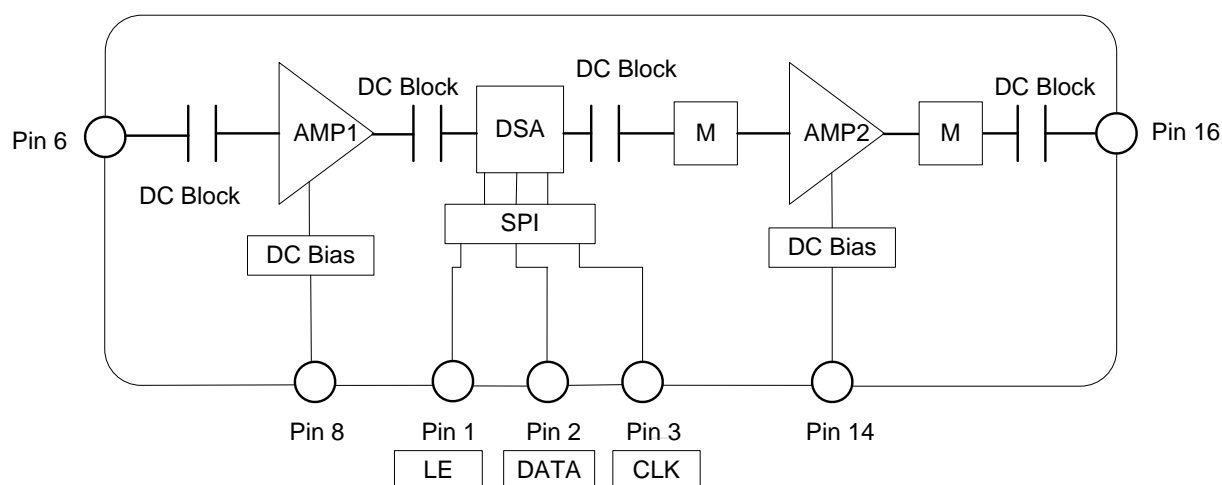 DC Block
DC Block
DC Block
DC Block
Pin 6
AMP1
DSA
M
AMP2
M
Pin 16
SPI
DC Bias
DC Bias
Pin 8
Pin 1
Pin 2
Pin 3
Pin 14
LE
DATA
CLK